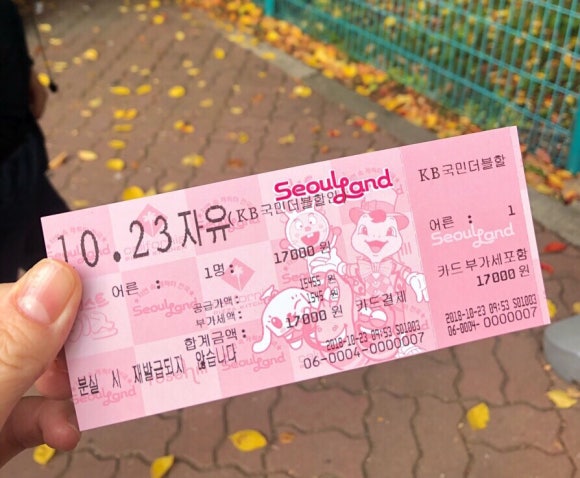 SeoulLand
10.23자유(KB국민더블할인
어른 : 1명 : 17000 원
공급가액: 15455 원
부가세액: 1545 원
합계금액: 17000 원
카드결제
2018-10-23 09:53 S01003
분실 시 재발급되지 않습니다
06-0004-0000007
KB국민더블할
어른 : 1
SeoulLand
카드부가세포함
17000 원
2018-10-23 09:53 S01003
06-0004-0000007